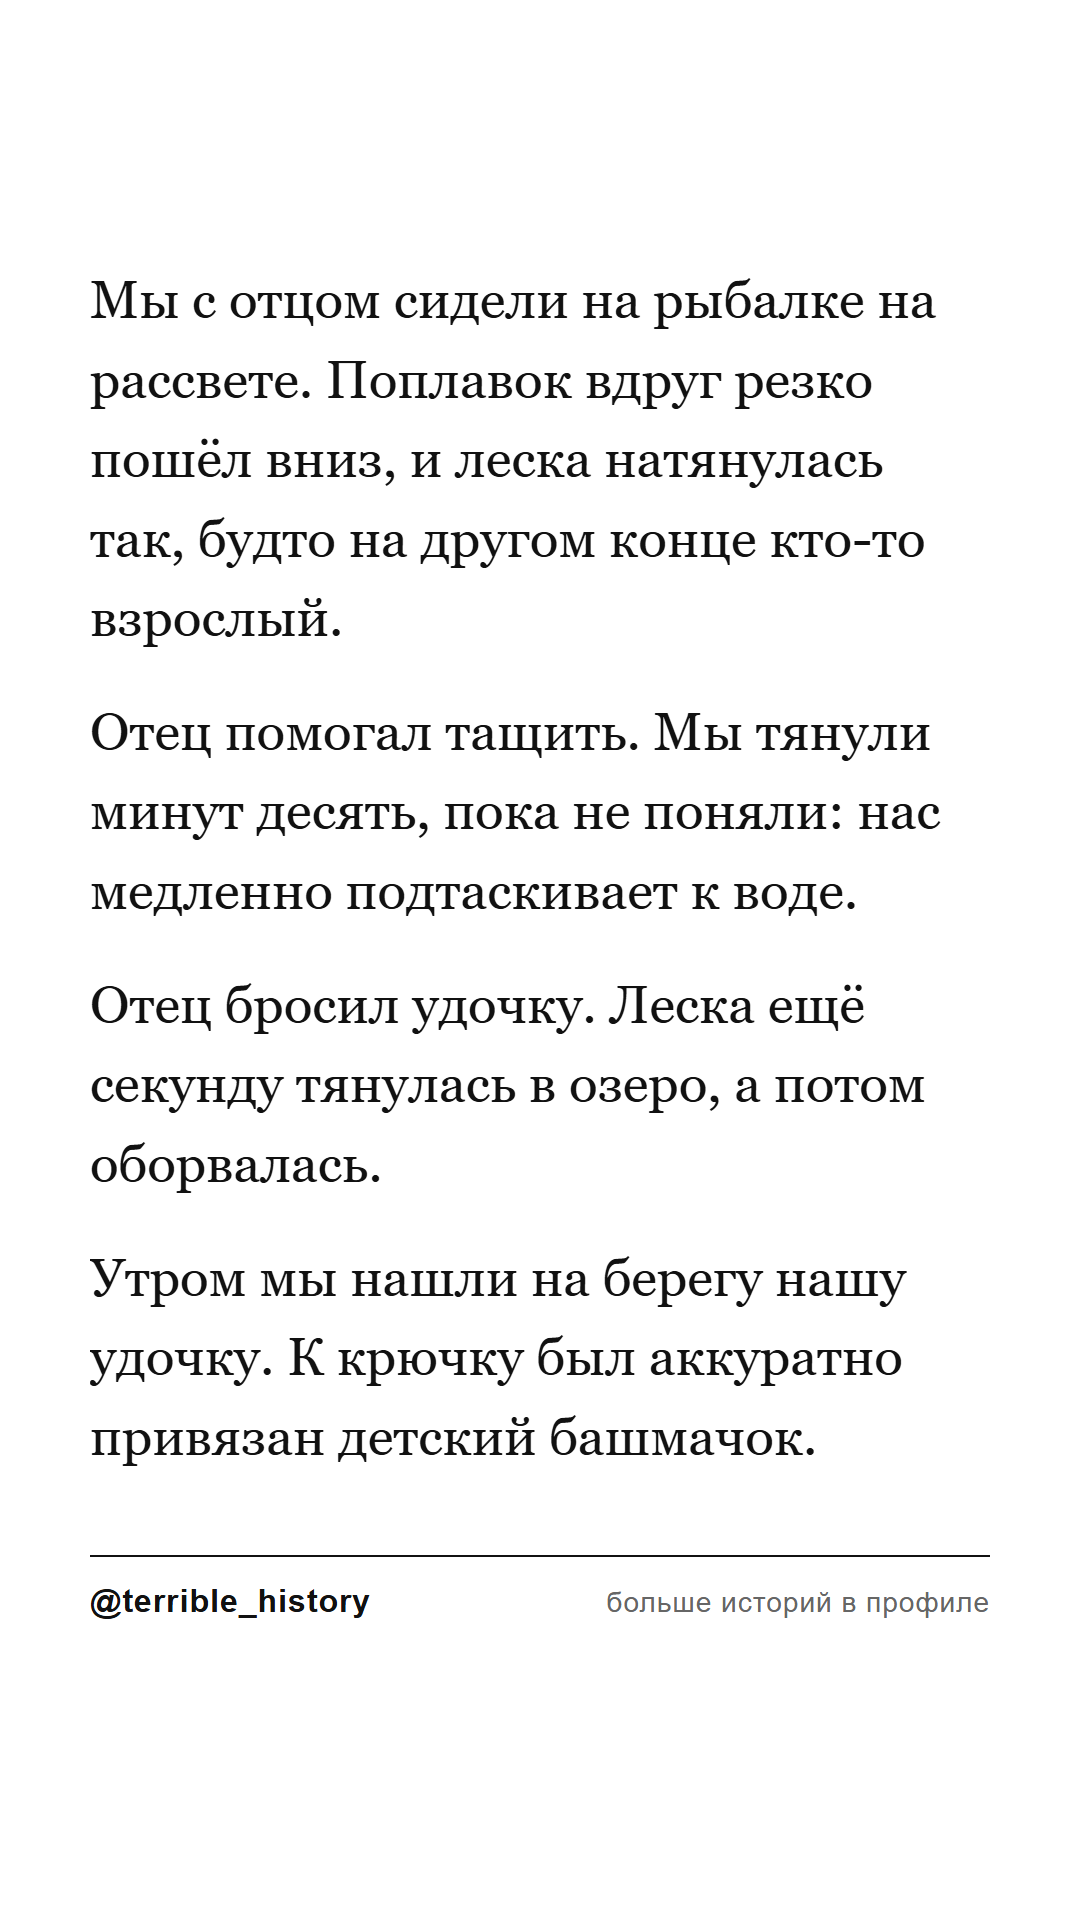 Мы с отцом сидели на рыбалке на
рассвете. Поплавок вдруг резко
пошёл вниз, и леска натянулась
так, будто на другом конце кто-то
взрослый.
Отец помогал тащить. Мы тянули
минут десять, пока не поняли: нас
медленно подтаскивает к воде.
Отец бросил удочку. Леска ещё
секунду тянулась в озеро, а потом
оборвалась.
Утром мы нашли на берегу нашу
удочку. К крючку был аккуратно
привязан детский башмачок.
@terrible_history
больше историй в профиле